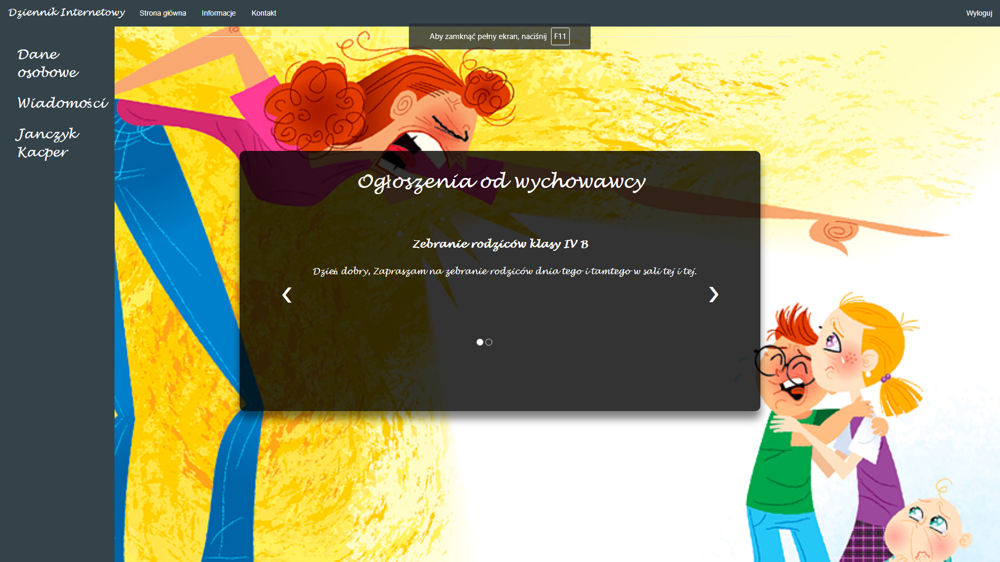 Dziennik Internetowy Strona główna Informacje Kontakt Wyloguj
Aby zamknąć pełny ekran, naciśnij F11
Dane
osobowe
Wiadomości
Janczyk
Kacper
Ogłoszenia od wychowawcy
Zebranie rodziców klasy IV B
Dzień dobry, Zapraszam na zebranie rodziców dnia tego i tamtego w sali tej i tej.